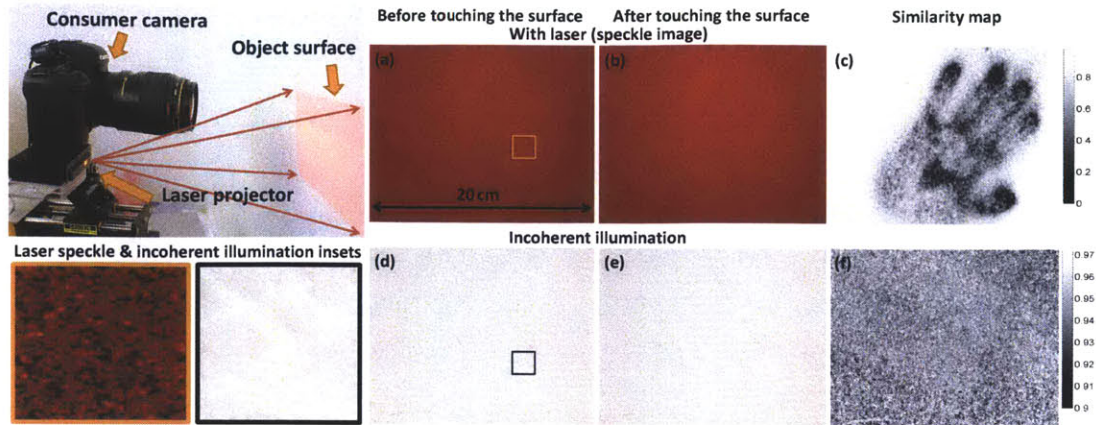 Consumer camera
Object surface
Laser projector
Before touching the surface
After touching the surface
With laser (speckle image)
Similarity map
(a)
(b)
(c)
20 cm
0.8
0.6
0.4
0.2
0
Laser speckle & incoherent illumination insets
Incoherent illumination
(d)
(e)
(f)
0.97
0.96
0.95
0.94
0.93
0.92
0.91
0.9